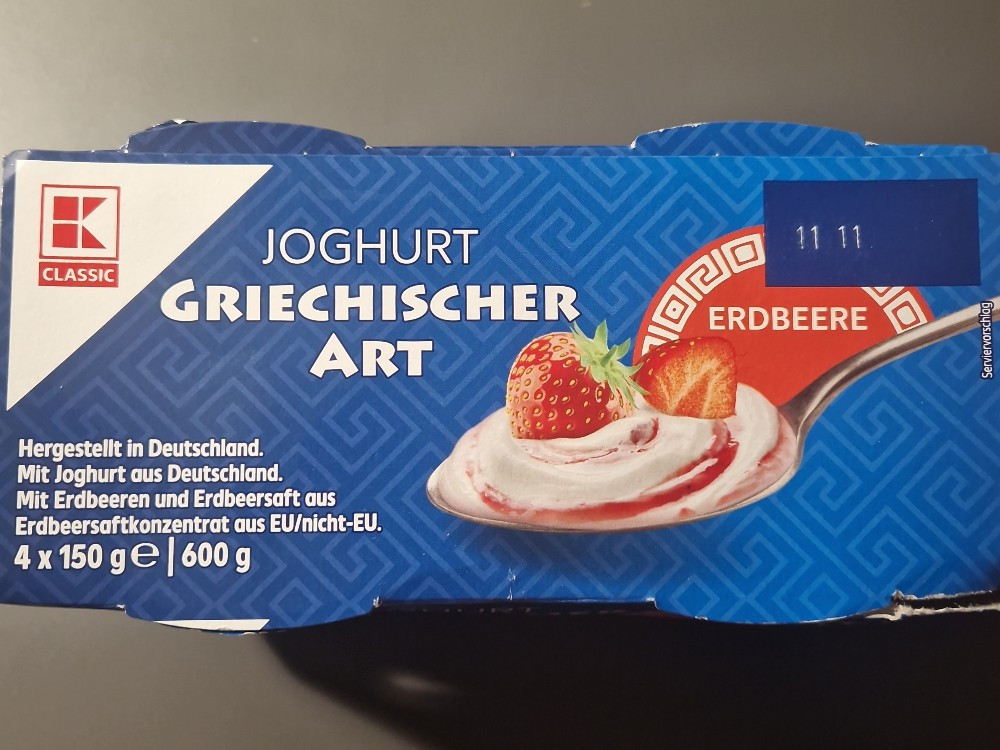 K
CLASSIC
JOGHURT
GRIECHISCHER
ART
11 11
ERDBEERE
Serviervorschlag
Hergestellt in Deutschland.
Mit Joghurt aus Deutschland.
Mit Erdbeeren und Erdbeersaft aus
Erdbeersaftkonzentrat aus EU/nicht-EU.
4 x 150 g ℮ | 600 g